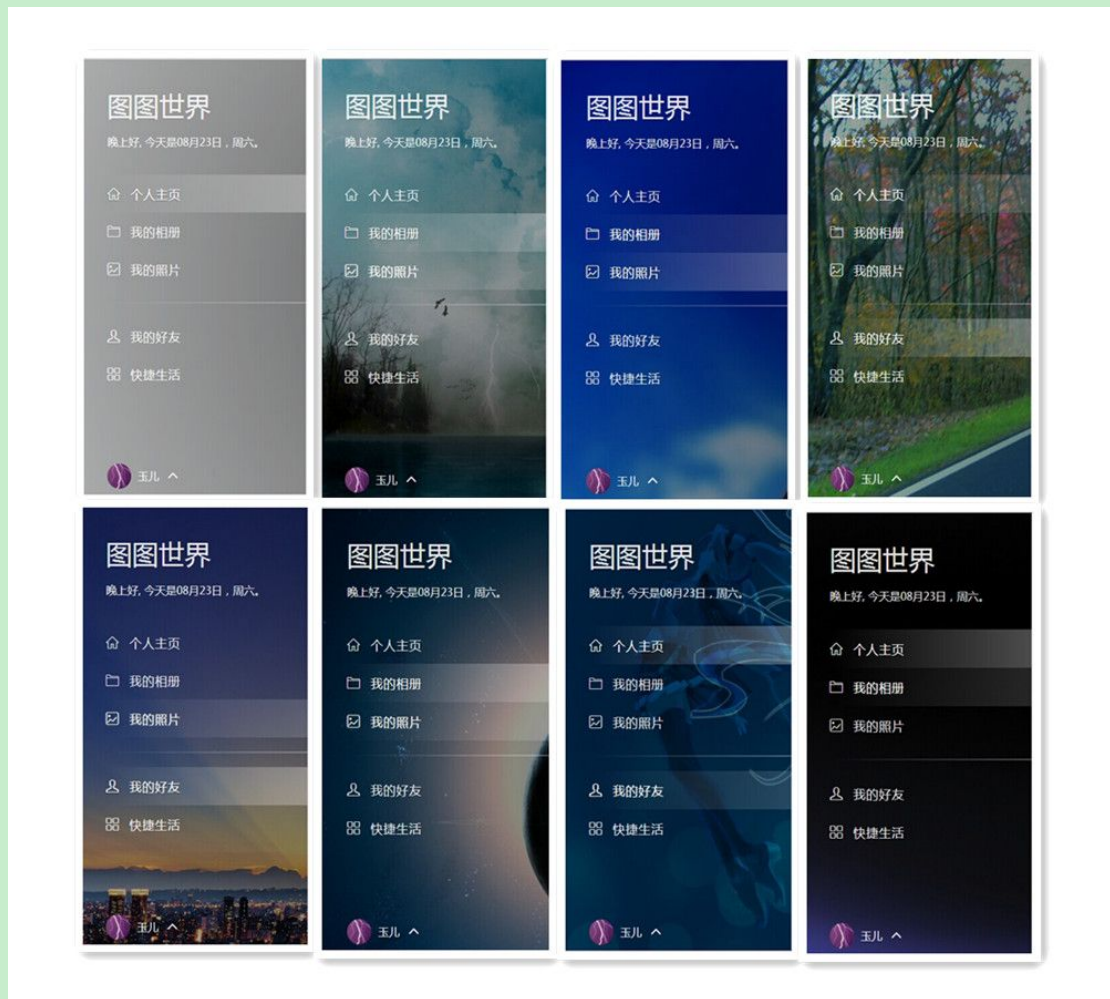 图图世界
晚上好, 今天是08月23日，周六。
个人主页
我的相册
我的照片
我的好友
快捷生活
玉儿
图图世界
晚上好, 今天是08月23日，周六。
个人主页
我的相册
我的照片
我的好友
快捷生活
玉儿
图图世界
晚上好, 今天是08月23日，周六。
个人主页
我的相册
我的照片
我的好友
快捷生活
玉儿
图图世界
晚上好, 今天是08月23日，周六。
个人主页
我的相册
我的照片
我的好友
快捷生活
玉儿
图图世界
晚上好, 今天是08月23日，周六。
个人主页
我的相册
我的照片
我的好友
快捷生活
玉儿
图图世界
晚上好, 今天是08月23日，周六。
个人主页
我的相册
我的照片
我的好友
快捷生活
玉儿
图图世界
晚上好, 今天是08月23日，周六。
个人主页
我的相册
我的照片
我的好友
快捷生活
玉儿
图图世界
晚上好, 今天是08月23日，周六。
个人主页
我的相册
我的照片
我的好友
快捷生活
玉儿